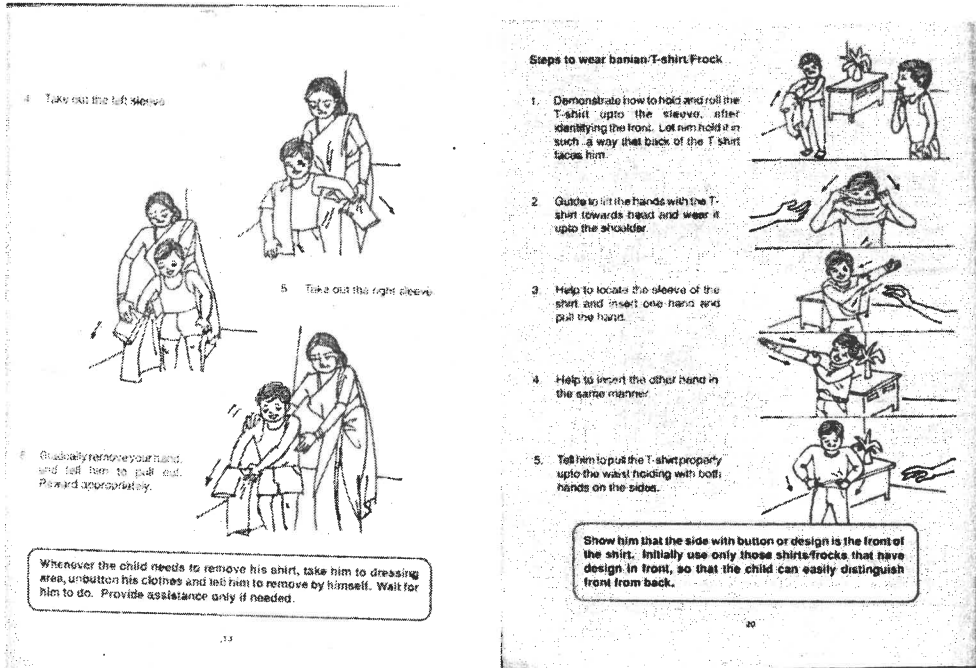 4. Take out the left sleeve.
5. Take out the right sleeve.
6. Gradually remove your hand,
and tell him to pull out.
Reward appropriately.
Whenever the child needs to remove his shirt, take him to dressing
area, unbutton his clothes and tell him to remove by himself. Wait for
him to do. Provide assistance only if needed.
Steps to wear banian/T-shirt/Frock
1. Demonstrate how to hold and roll the
T-shirt upto the sleeve, after
identifying the front. Let him hold it in
such a way that back of the T shirt
faces him.
2. Guide to lift the hands with the T-
shirt towards head and wear it
upto the shoulder.
3. Help to locate the sleeve of the
shirt and insert one hand and
pull the hand.
4. Help to insert the other hand in
the same manner.
5. Tell him to pull the T-shirt properly
upto the waist holding with both
hands on the sides.
Show him that the side with button or design is the front of
the shirt. Initially use only those shirts/frocks that have
design in front, so that the child can easily distinguish
front from back.
20